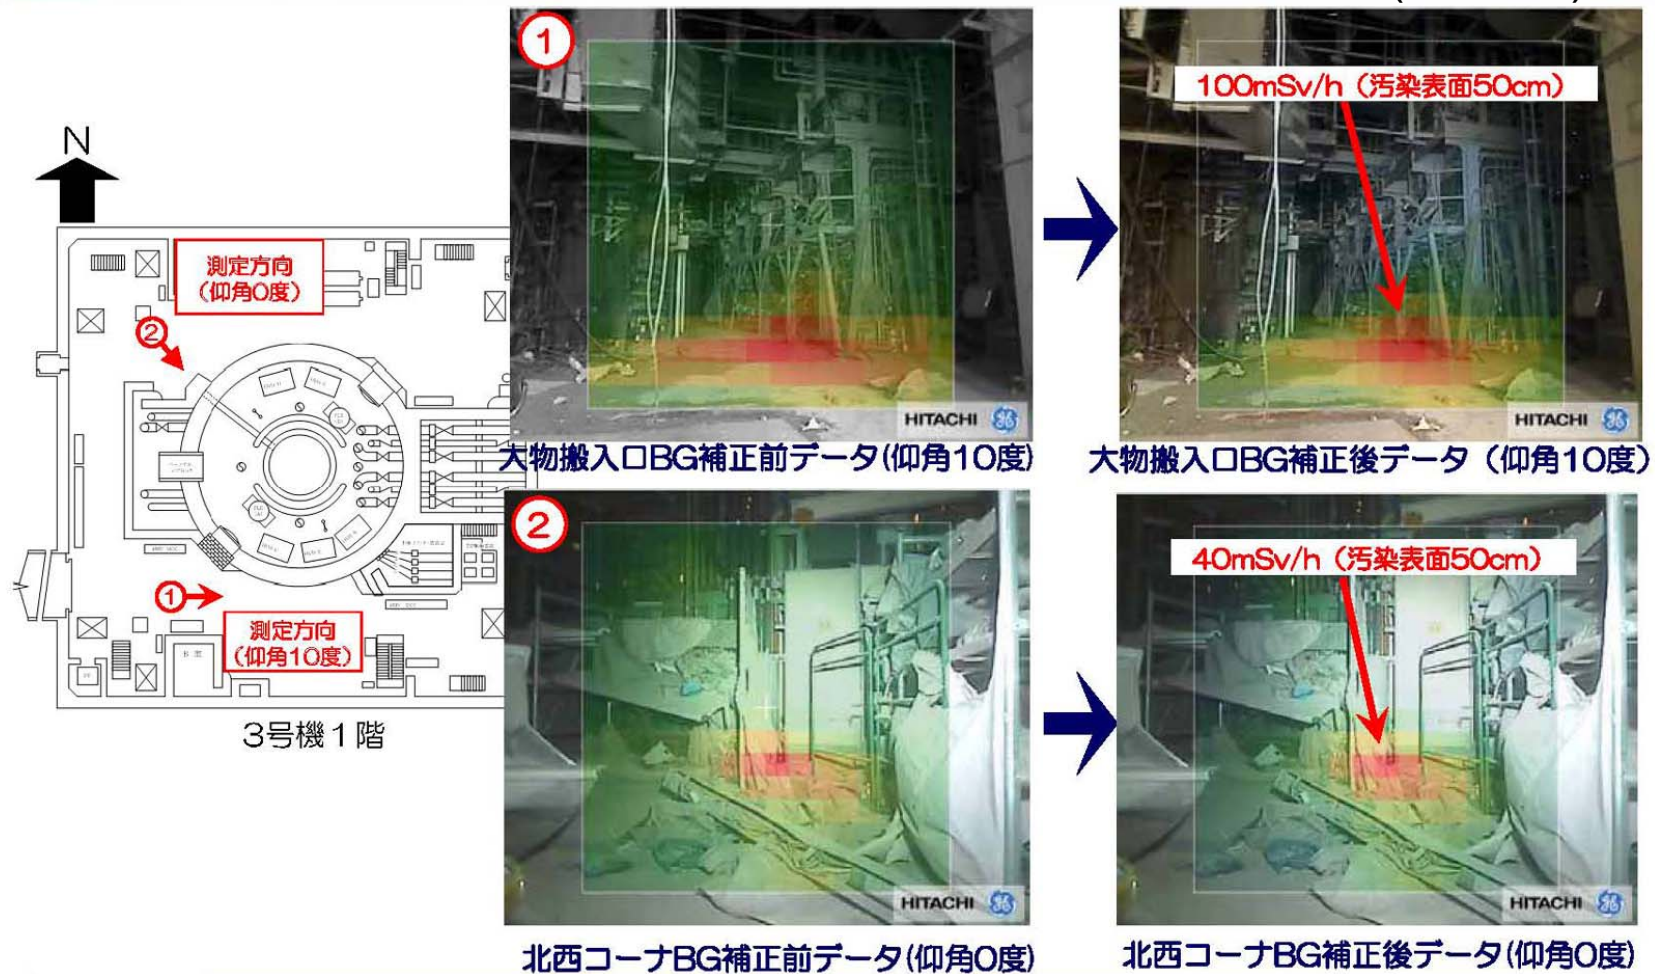 N
測定方向
(仰角0度)
②
①
測定方向
(仰角10度)
3号機1階
①
HITACHI
大物搬入口BG補正前データ(仰角10度)
100mSv/h（汚染表面50cm）
HITACHI
大物搬入口BG補正後データ（仰角10度）
②
HITACHI
北西コーナBG補正前データ(仰角0度)
40mSv/h（汚染表面50cm）
HITACHI
北西コーナBG補正後データ(仰角0度)